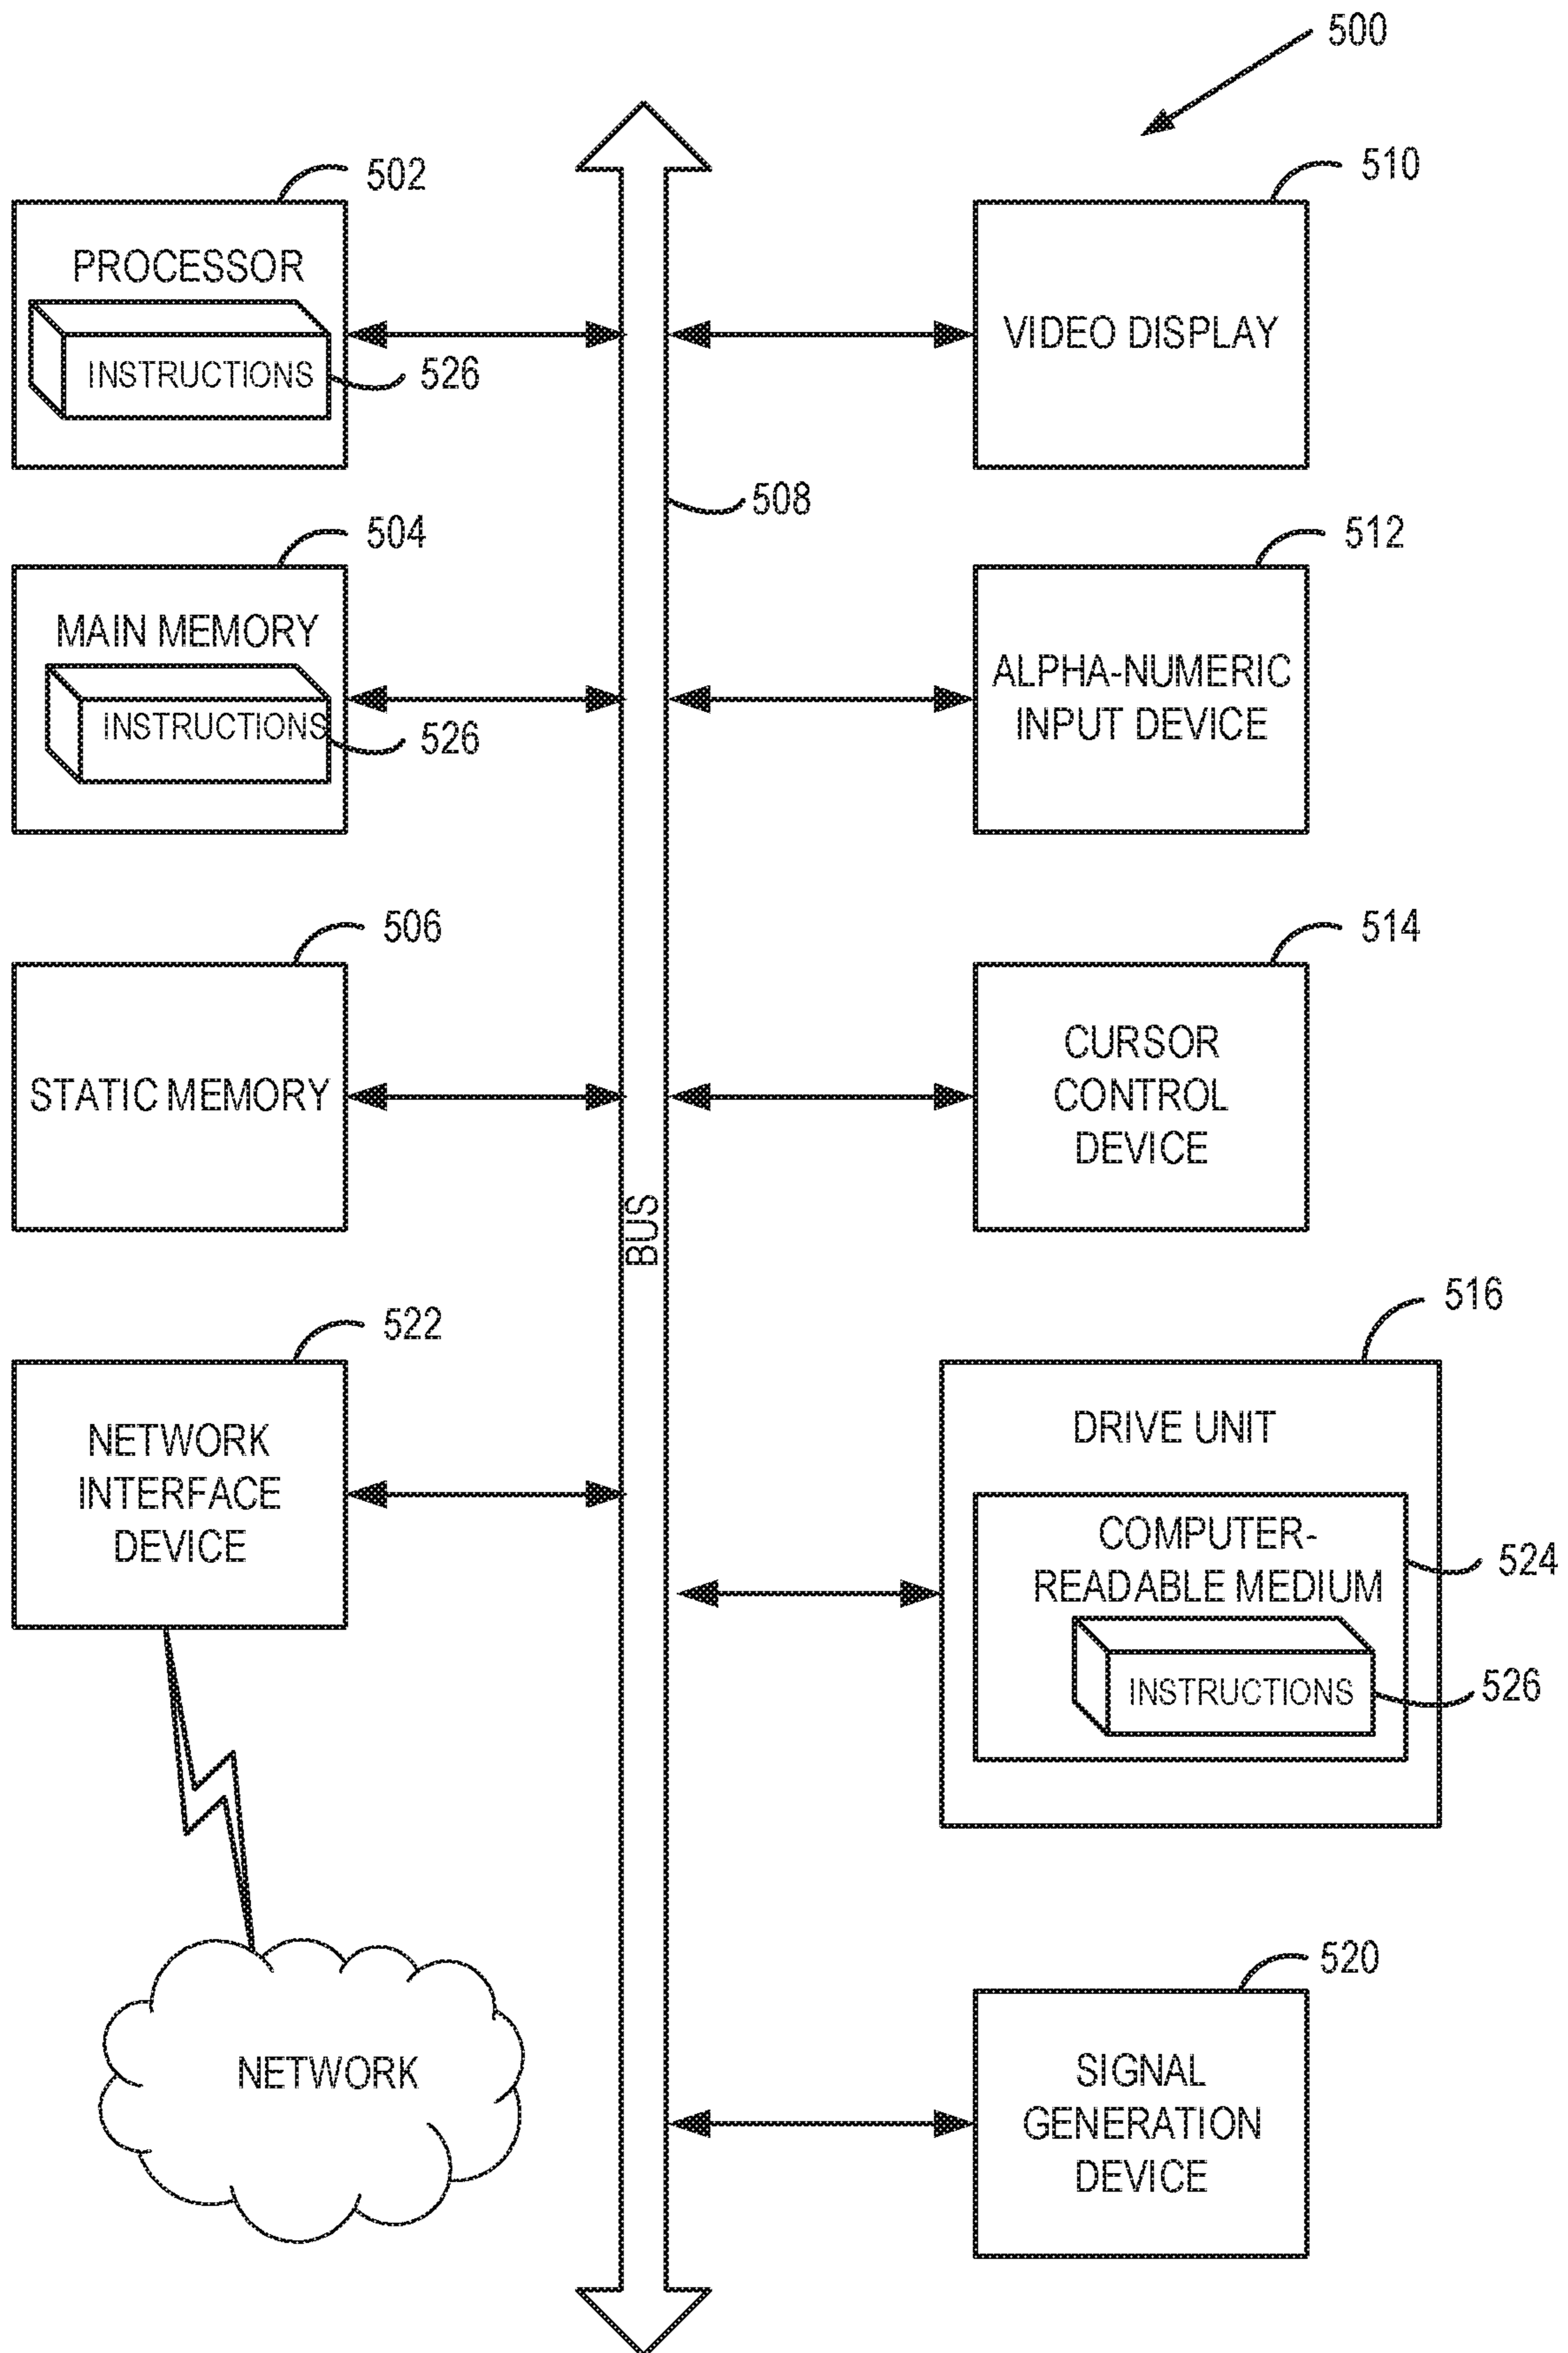 500
502
PROCESSOR
INSTRUCTIONS
526
504
MAIN MEMORY
INSTRUCTIONS
526
506
STATIC MEMORY
522
NETWORK
INTERFACE
DEVICE
NETWORK
508
BUS
510
VIDEO DISPLAY
512
ALPHA-NUMERIC
INPUT DEVICE
514
CURSOR
CONTROL
DEVICE
516
DRIVE UNIT
COMPUTER-
READABLE MEDIUM
524
INSTRUCTIONS
526
520
SIGNAL
GENERATION
DEVICE